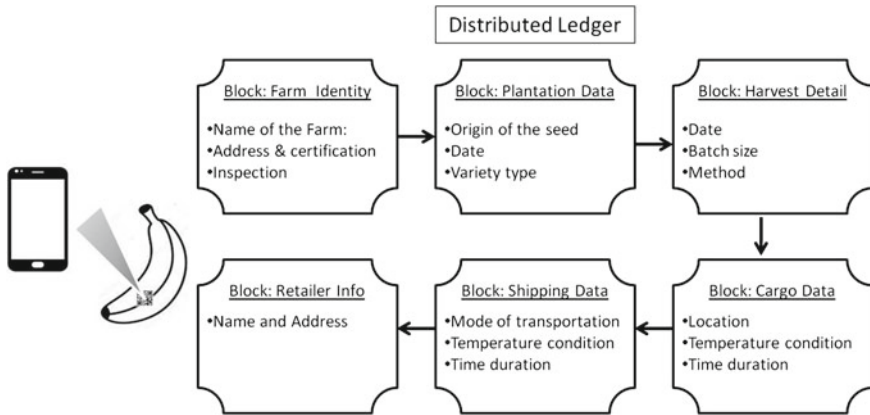 Distributed Ledger
Block: Farm Identity
•Name of the Farm:
•Address & certification
•Inspection
Block: Plantation Data
•Origin of the seed
•Date
•Variety type
Block: Harvest Detail
•Date
•Batch size
•Method
Block: Retailer Info
•Name and Address
Block: Shipping Data
•Mode of transportation
•Temperature condition
•Time duration
Block: Cargo Data
•Location
•Temperature condition
•Time duration